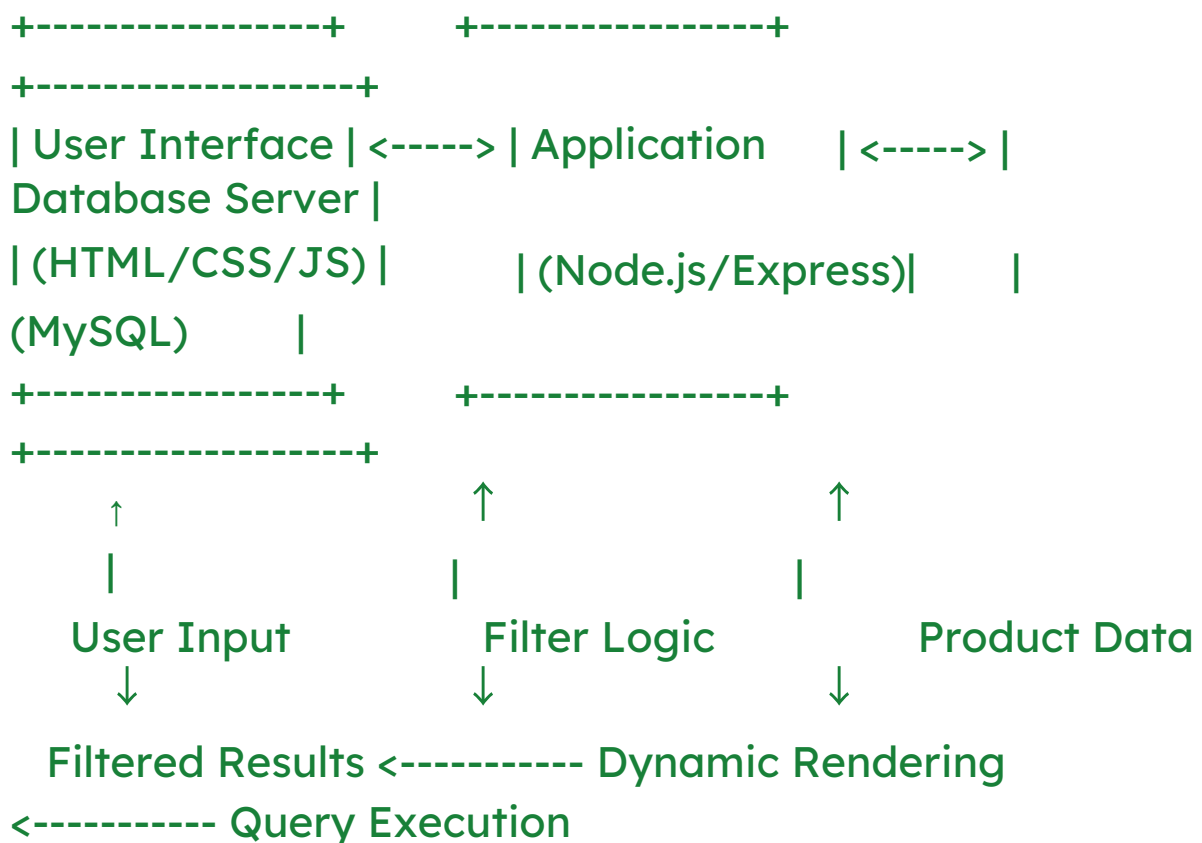 +-----------------+ +-----------------+
+-------------------+
| User Interface | <-----> | Application | <-----> |
Database Server |
| (HTML/CSS/JS) | | (Node.js/Express)| |
(MySQL) |
+-----------------+ +-----------------+
+-------------------+
↑ ↑ ↑
| | |
User Input Filter Logic Product Data
↓ ↓ ↓
Filtered Results <----------- Dynamic Rendering
<----------- Query Execution